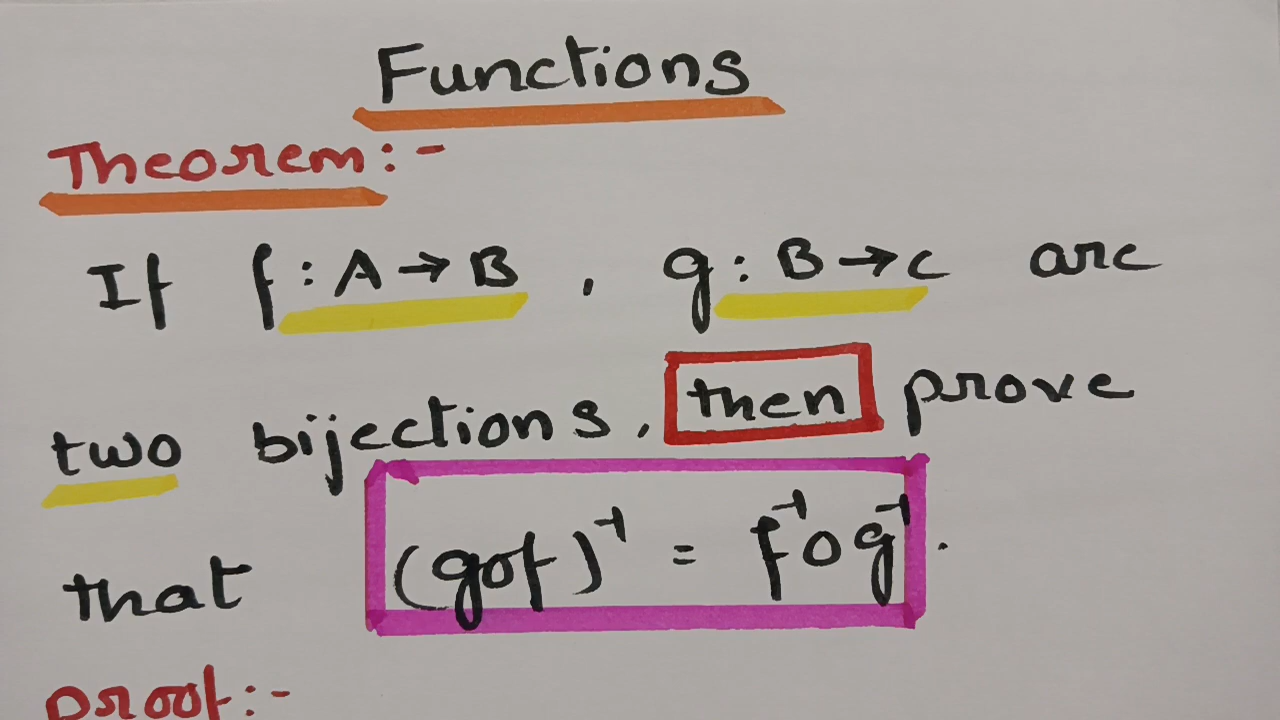 Functions
Theorem:-
If f: A→B, g: B→C are
two bijections, then prove
that (gof)⁻¹ = f⁻¹og⁻¹.
Proof:-